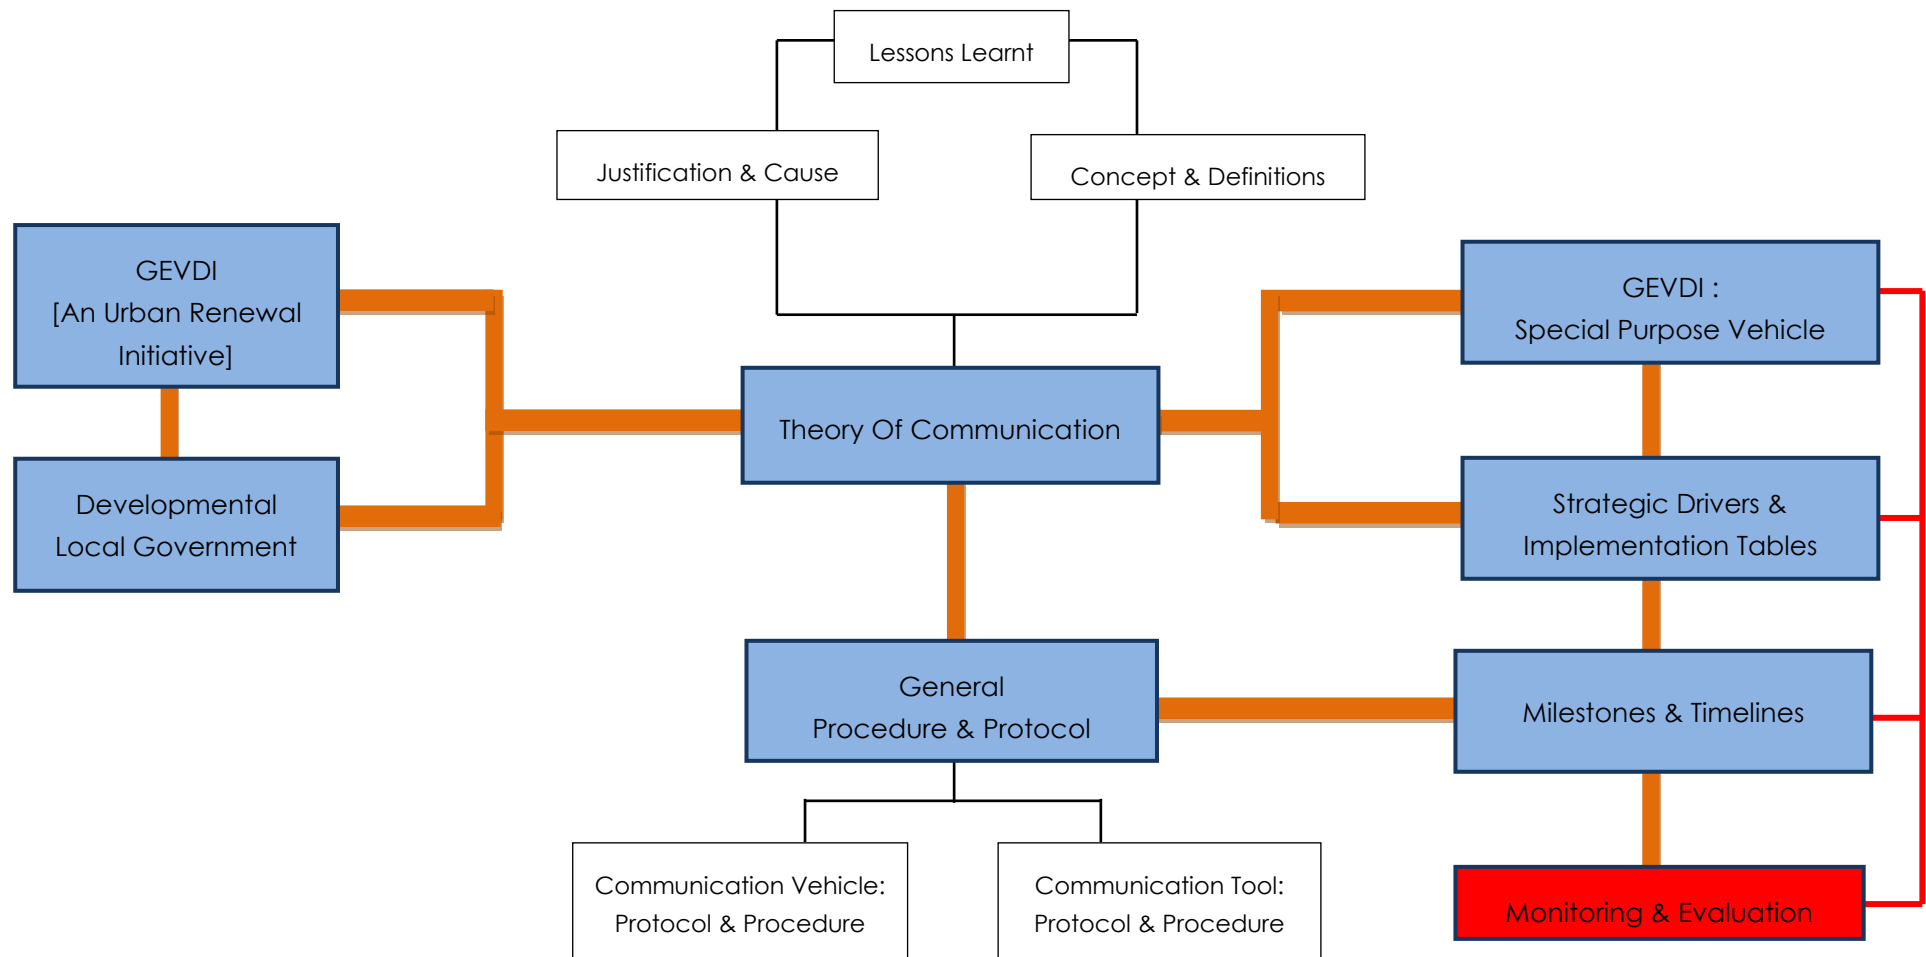 Lessons Learnt
Justification & Cause
Concept & Definitions
GEVDI
[An Urban Renewal
Initiative]
GEVDI :
Special Purpose Vehicle
Theory Of Communication
Developmental
Local Government
Strategic Drivers &
Implementation Tables
General
Procedure & Protocol
Milestones & Timelines
Communication Vehicle:
Protocol & Procedure
Communication Tool:
Protocol & Procedure
Monitoring & Evaluation